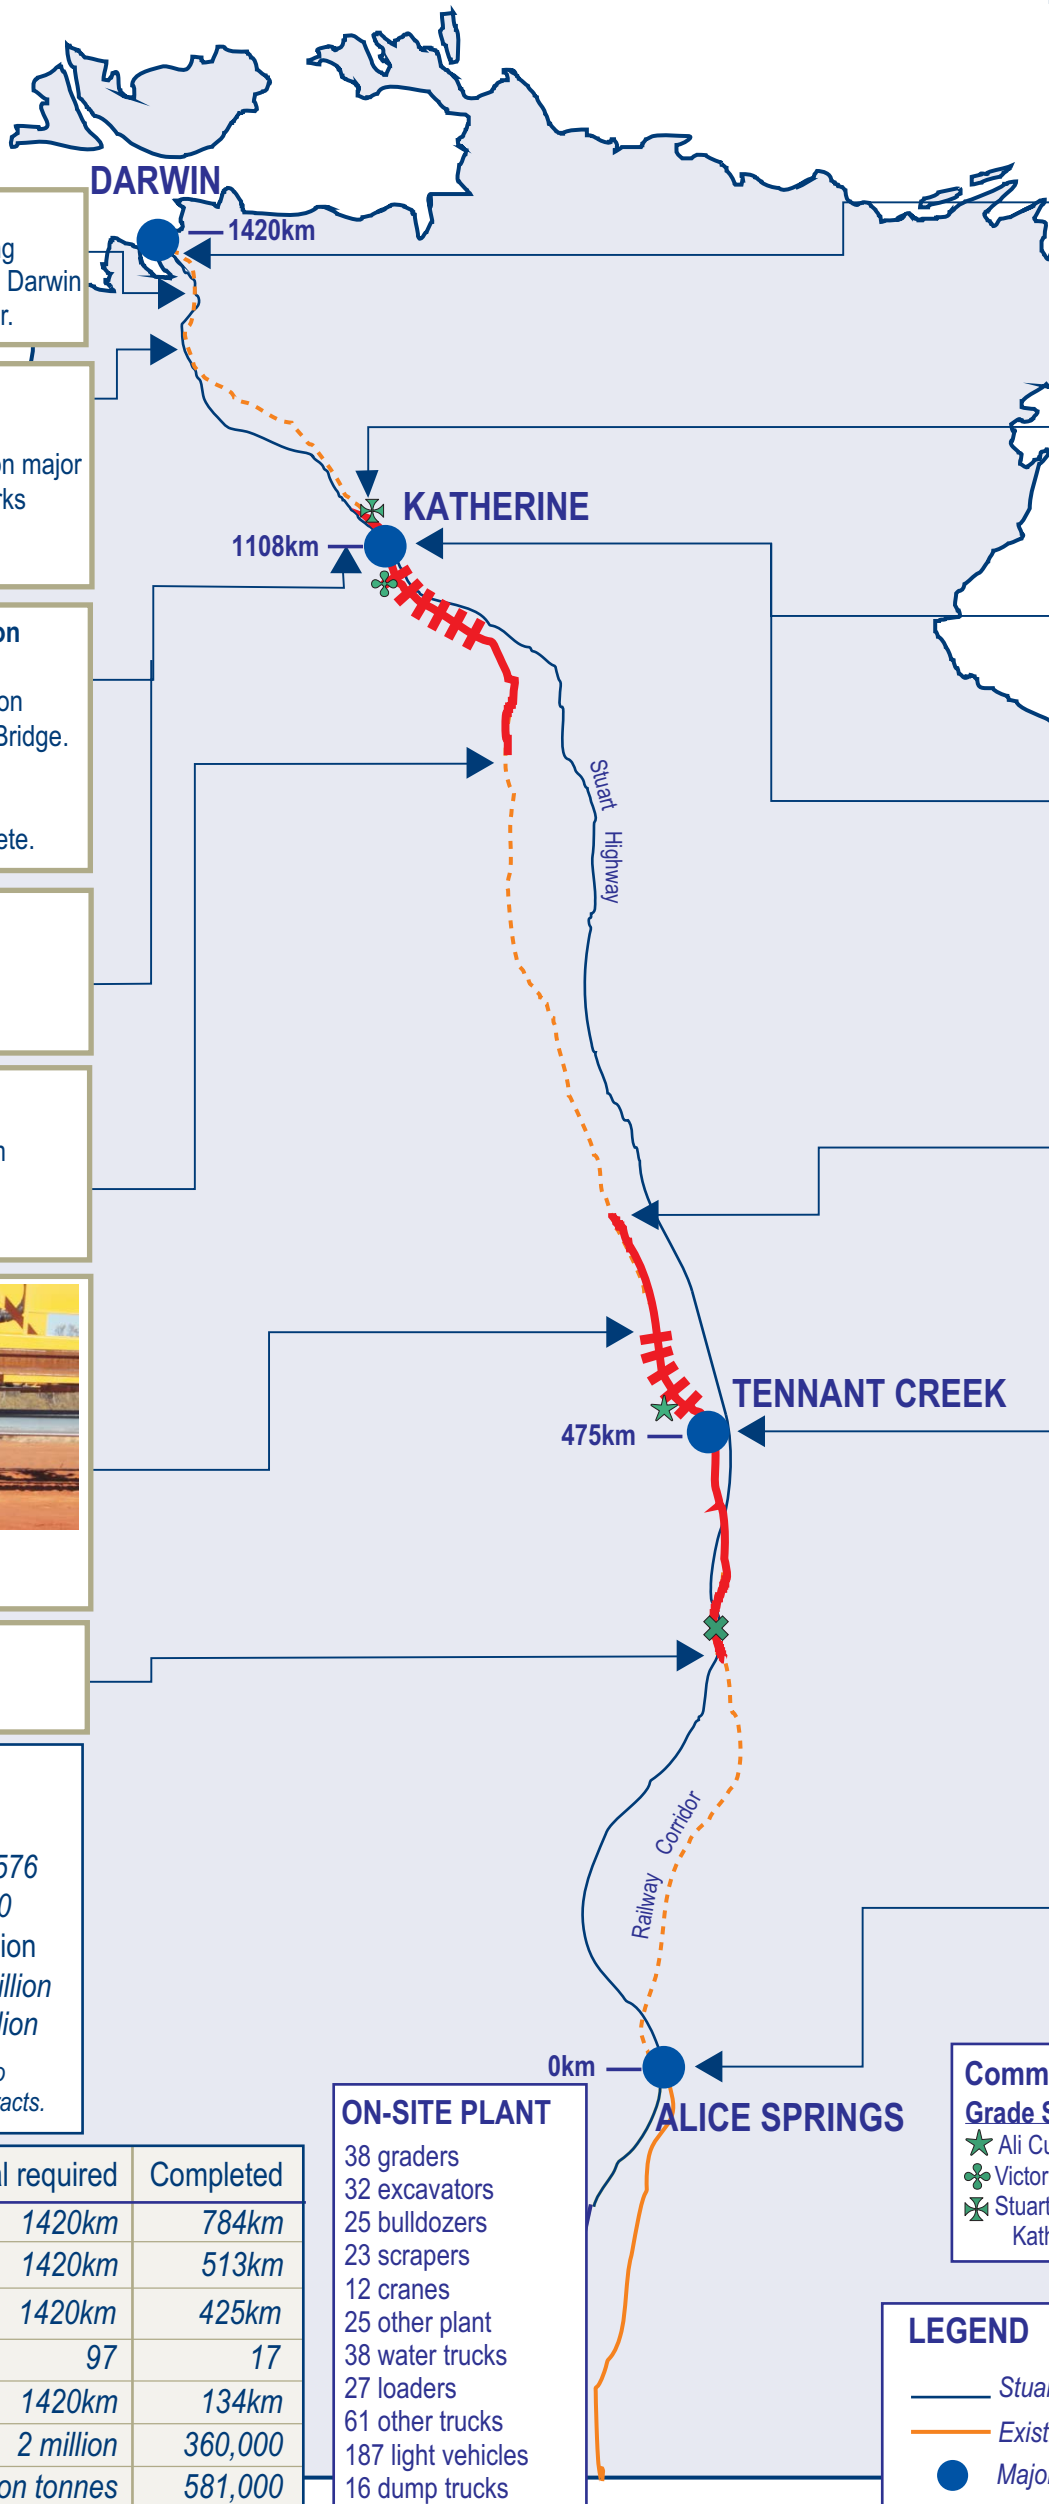 DARWIN
1420km
g
Darwin
r.
on major
rks
KATHERINE
1108km
on
on
Bridge.
ete.
Stuart Highway
n
TENNANT CREEK
475km
576
0
ion
illion
lion
acts.
Railway Corridor
0km
ALICE SPRINGS
Comm
Grade S
Ali Cu
Victor
Stuart
Kath
ON-SITE PLANT
38 graders
32 excavators
25 bulldozers
23 scrapers
12 cranes
25 other plant
38 water trucks
27 loaders
61 other trucks
187 light vehicles
16 dump trucks
al required Completed
1420km 784km
1420km 513km
1420km 425km
97 17
1420km 134km
2 million 360,000
on tonnes 581,000
LEGEND
Stuar
Exist
Major